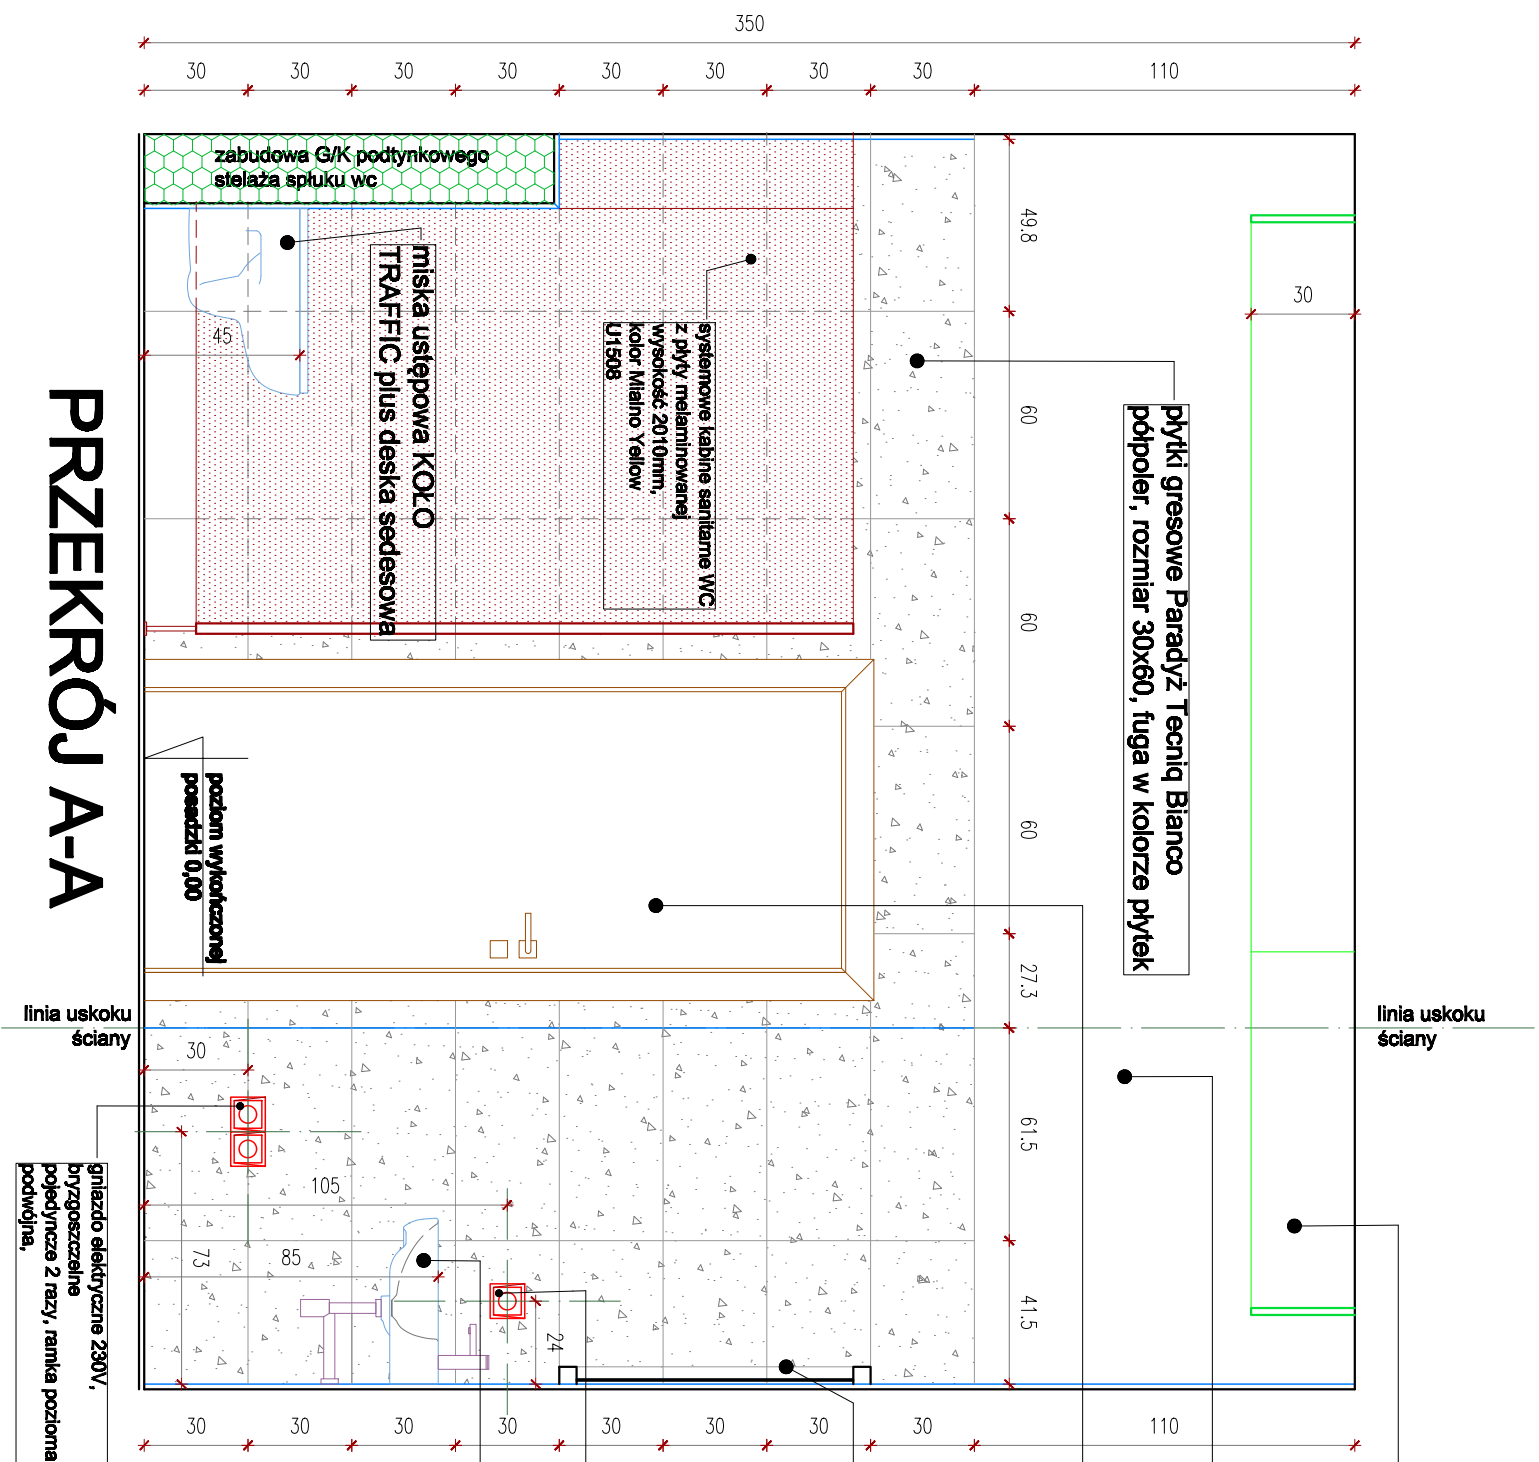 350
30 30 30 30 30 30 30 30 110
zabudowa G/K podtynkowego
stelaża spłuku wc
miska ustępowa KOŁO
TRAFFIC plus deska sedesowa
systemowe kabine sanitarne WC
z płyty melaminowanej
wysokość 2010mm,
kolor Mialno Yellow
U1508
płytki gresowe Paradyż Tecniq Bianco
półpoler, rozmiar 30x60, fuga w kolorze płytek
49.8
60
60
60
27.3
61.5
41.5
30
45
PRZEKRÓJ A-A
poziom wykończonej
posadzki 0,00
linia uskoku
ściany
linia uskoku
ściany
30
105
73
85
24
gniazdo elektryczne 230V,
bryzgoszczelne
pojedyncze 2 razy, ramka pozioma
podwójna,
30 30 30 30 30 30 30 30 110